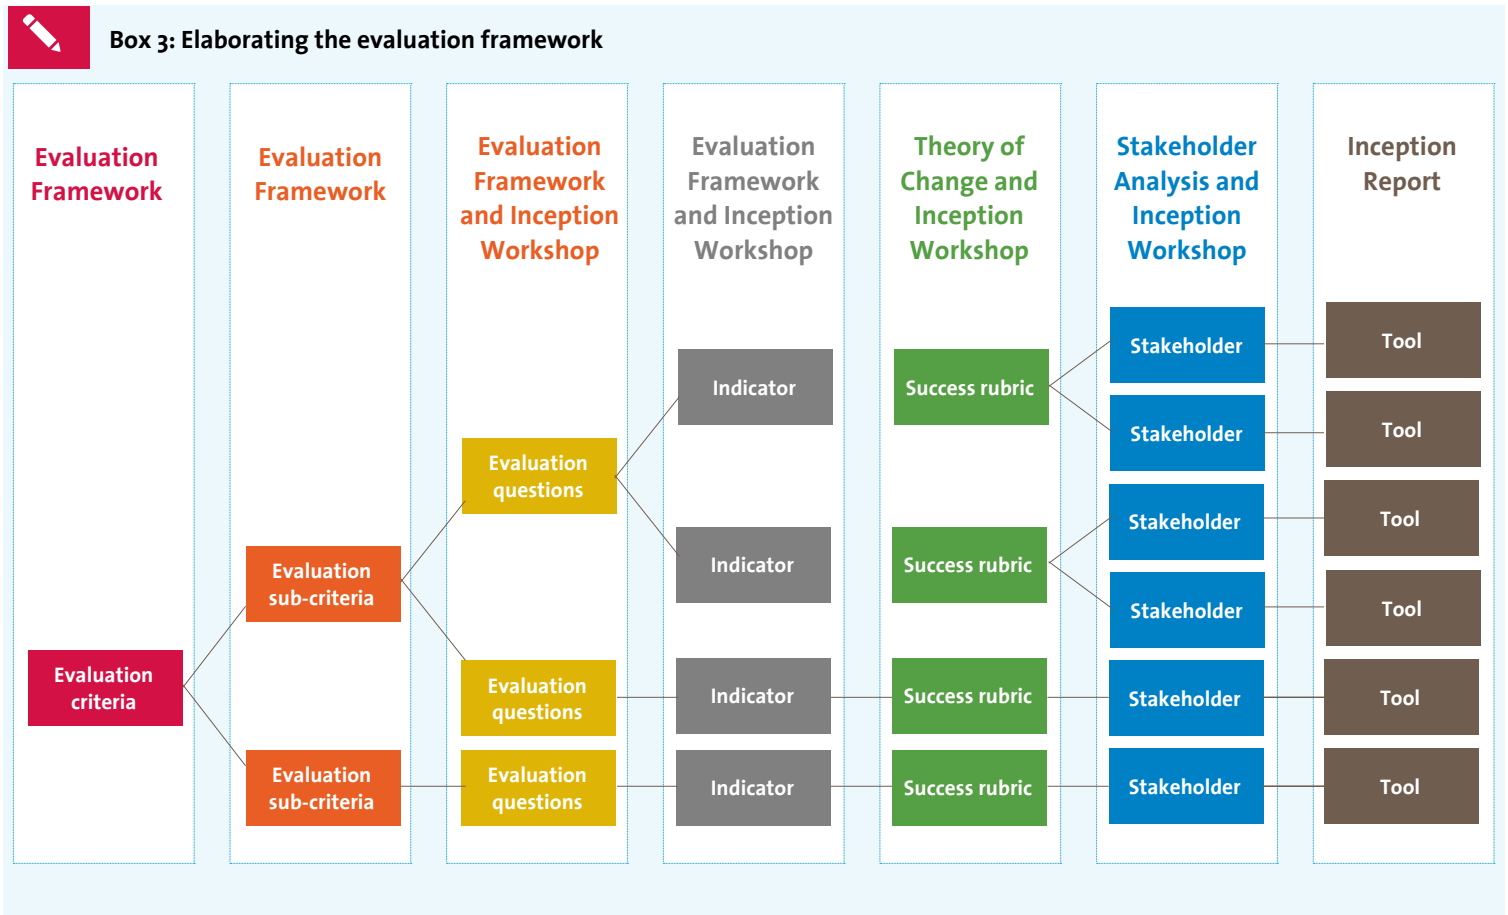 Box 3: Elaborating the evaluation framework
Evaluation
Framework
Evaluation
Framework
Evaluation
Framework
and Inception
Workshop
Evaluation
Framework
and Inception
Workshop
Theory of
Change and
Inception
Workshop
Stakeholder
Analysis and
Inception
Workshop
Inception
Report
Evaluation
criteria
Evaluation
sub-criteria
Evaluation
sub-criteria
Evaluation
questions
Evaluation
questions
Evaluation
questions
Indicator
Indicator
Indicator
Indicator
Success rubric
Success rubric
Success rubric
Success rubric
Stakeholder
Stakeholder
Stakeholder
Stakeholder
Stakeholder
Stakeholder
Tool
Tool
Tool
Tool
Tool
Tool